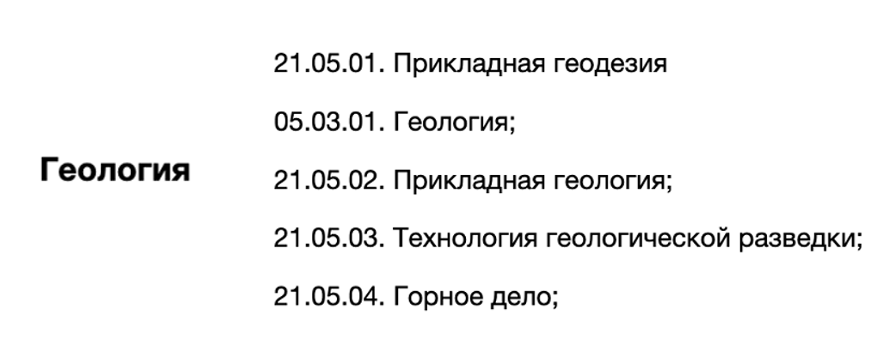 Геология
21.05.01. Прикладная геодезия
05.03.01. Геология;
21.05.02. Прикладная геология;
21.05.03. Технология геологической разведки;
21.05.04. Горное дело;